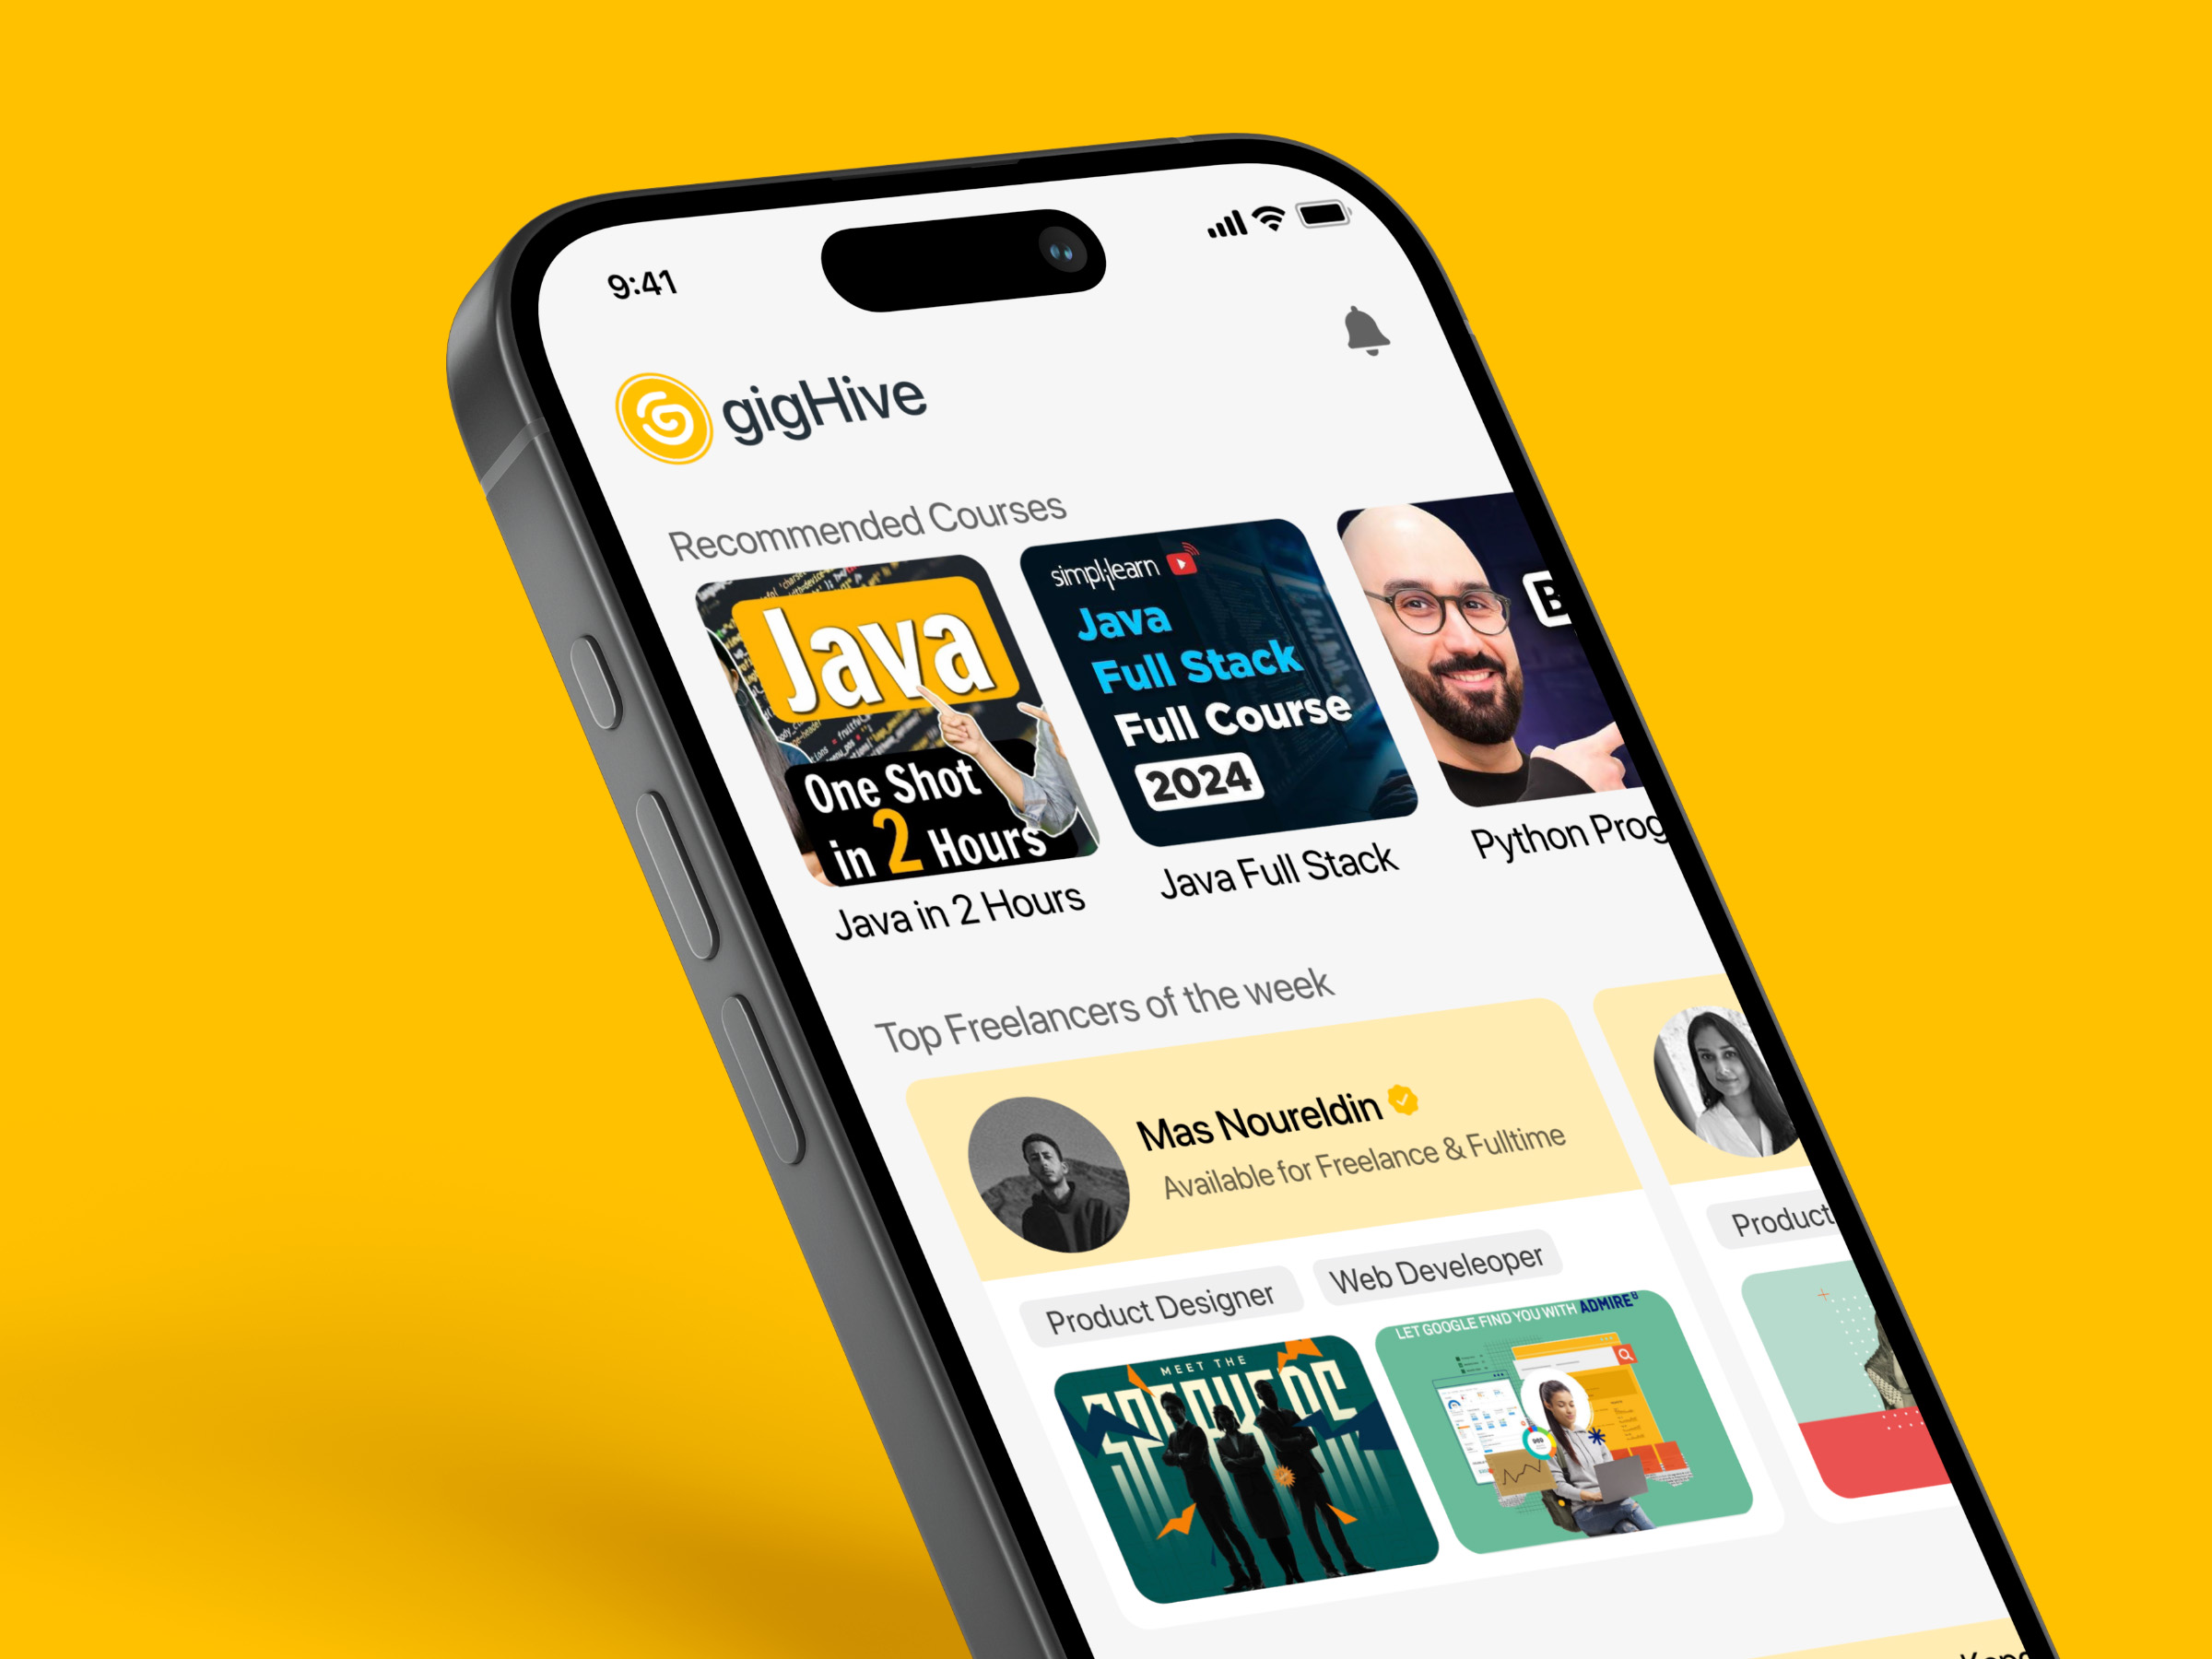 9:41
gigHive
Recommended Courses
Java
One Shot
in 2 Hours
Java in 2 Hours
simplilearn
Java
Full Stack
Full Course
2024
Java Full Stack
Python Prog
Top Freelancers of the week
Mas Noureldin
Available for Freelance & Fulltime
Product Designer
Web Develeoper
MEET THE
SPEAKERS
LET GOOGLE FIND YOU WITH ADMIRE
Product